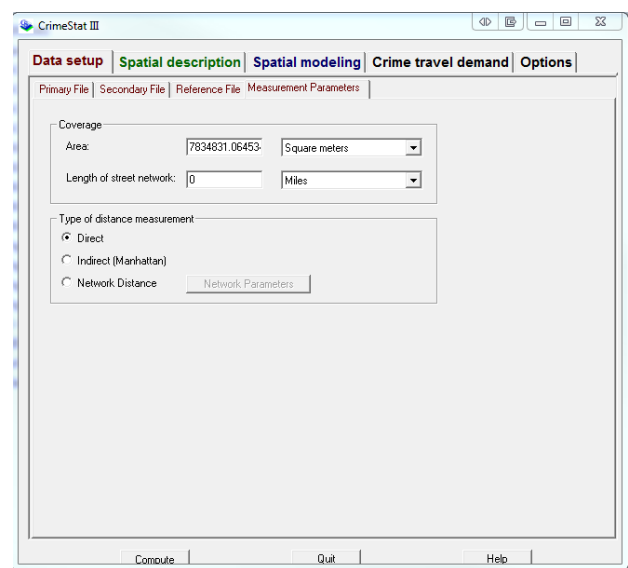 CrimeStat III
Data setup Spatial description Spatial modeling Crime travel demand Options
Primary File Secondary File Reference File Measurement Parameters
Coverage
Area: 7834831.06453- Square meters
Length of street network: 0 Miles
Type of distance measurement
Direct
Indirect (Manhattan)
Network Distance Network Parameters
Compute Quit Help